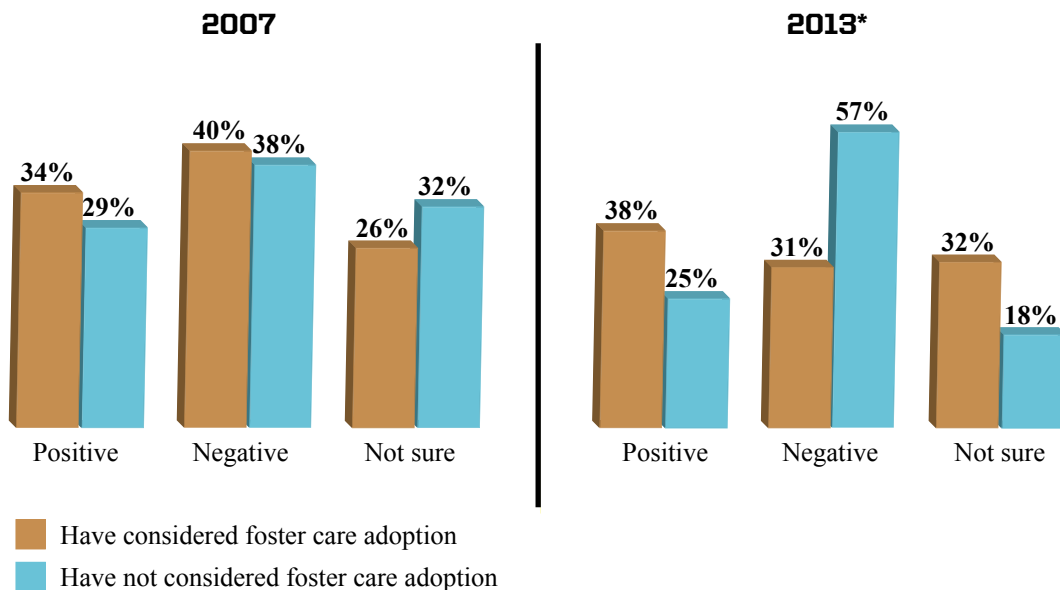 2007
2013*
40%
38%
34%
29%
26%
32%
Positive
Negative
Not sure
57%
38%
25%
31%
32%
18%
Positive
Negative
Not sure
Have considered foster care adoption
Have not considered foster care adoption